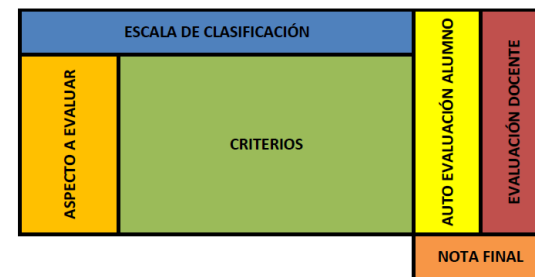 ESCALA DE CLASIFICACIÓN
ASPECTO A EVALUAR
CRITERIOS
AUTO EVALUACIÓN ALUMNO
EVALUACIÓN DOCENTE
NOTA FINAL